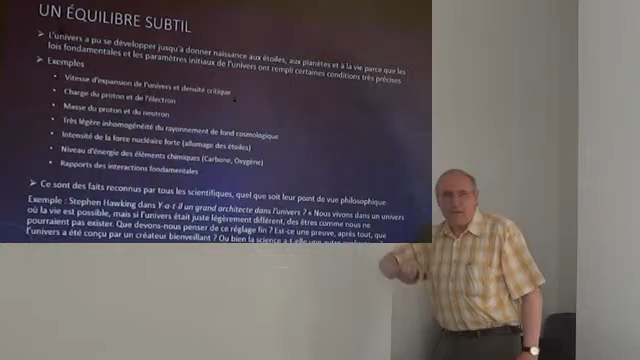 UN ÉQUILIBRE SUBTIL
L'univers a pu se développer jusqu'à donner naissance aux étoiles, aux planètes et à la vie parce que les
lois fondamentales et les paramètres initiaux de l'univers ont rempli certaines conditions très précises
Exemples
Vitesse d'expansion de l'univers et densité critique
Charge du proton et de l'électron
Masse du proton et du neutron
Très légère inhomogénéité du rayonnement de fond cosmologique
Intensité de la force nucléaire forte (allumage des étoiles)
Niveau d'énergie des éléments chimiques (Carbone, Oxygène)
Rapports des interactions fondamentales
Ce sont des faits reconnus par tous les scientifiques, quel que soit leur point de vue philosophique
Exemple : Stephen Hawking dans Y-a-t-il un grand architecte dans l'univers ? « Nous vivons dans un univers
où la vie est possible, mais si l'univers était juste légèrement différent, des êtres comme nous ne
pourraient pas exister. Que devons-nous penser de ce réglage fin ? Est-ce une preuve, après tout, que
l'univers a été conçu par un créateur bienveillant ? Ou bien la science a-t-elle une autre